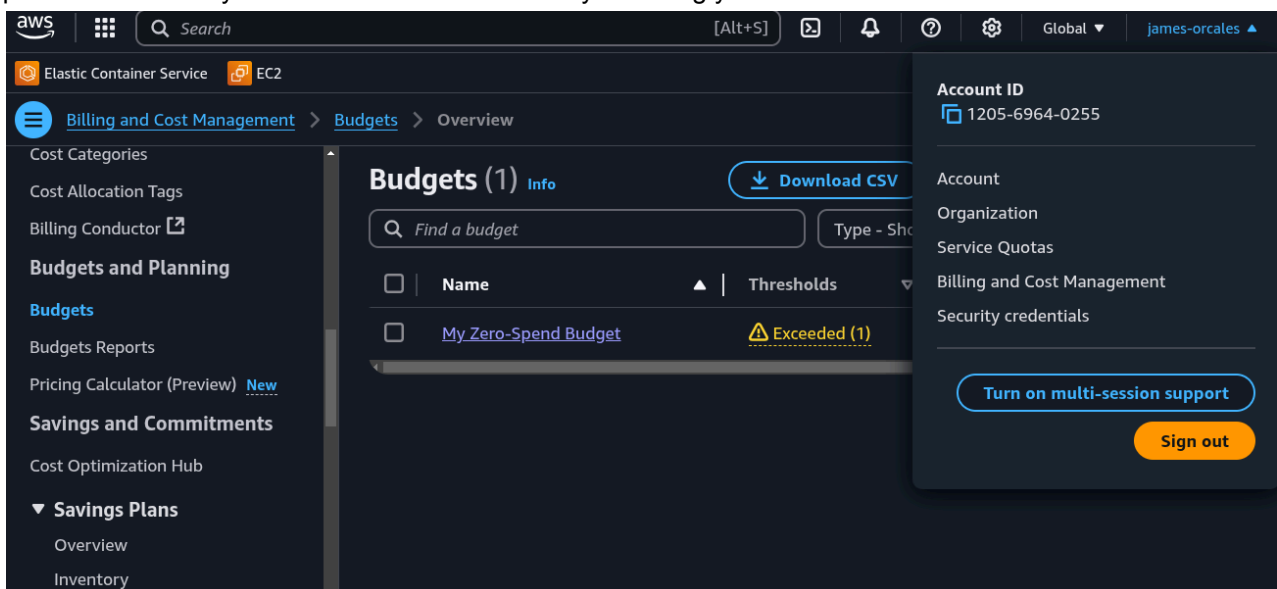 aws Search [Alt+S] Global james-orcales
Elastic Container Service EC2
Billing and Cost Management > Budgets > Overview
Cost Categories
Cost Allocation Tags
Billing Conductor
Budgets and Planning
Budgets
Budgets Reports
Pricing Calculator (Preview) New
Savings and Commitments
Cost Optimization Hub
Savings Plans
Overview
Inventory
Budgets (1) Info Download CSV
Find a budget Type - Sho
Name Thresholds
My Zero-Spend Budget Exceeded (1)
Account ID
1205-6964-0255
Account
Organization
Service Quotas
Billing and Cost Management
Security credentials
Turn on multi-session support
Sign out